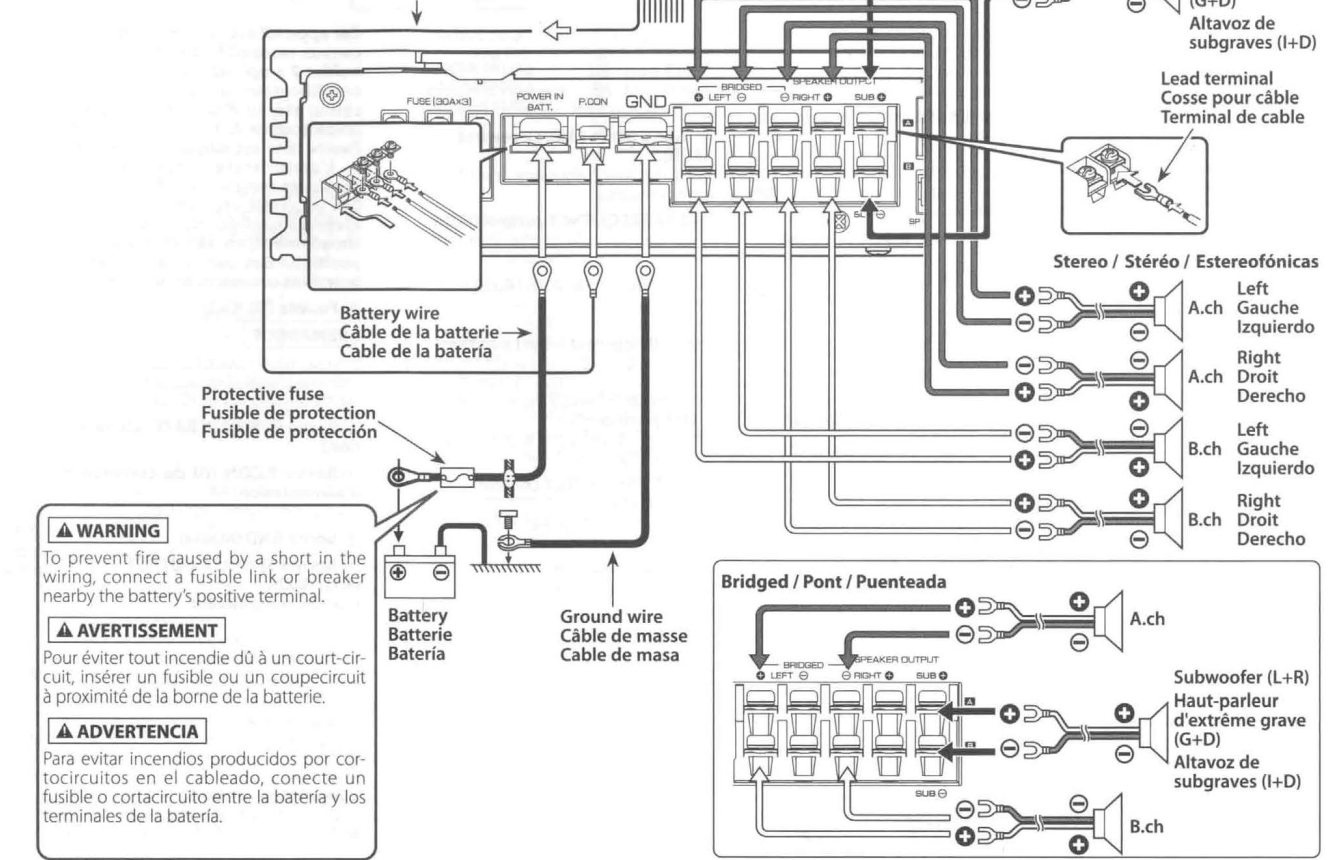 (G+D)
Altavoz de
subgraves (I+D)
Lead terminal
Cosse pour câble
Terminal de cable
FUSE (30A×3)
POWER IN
BATT.
P.CON
GND
BRIDGED
SPEAKER OUTPUT
⊕ LEFT ⊖
⊖ RIGHT ⊕
SUB ⊕
A
B
SUB ⊖
SP
Battery wire
Câble de la batterie
Cable de la batería
Protective fuse
Fusible de protection
Fusible de protección
Stereo / Stéréo / Estereofónicas
A.ch
Left
Gauche
Izquierdo
A.ch
Right
Droit
Derecho
B.ch
Left
Gauche
Izquierdo
B.ch
Right
Droit
Derecho
WARNING
To prevent fire caused by a short in the
wiring, connect a fusible link or breaker
nearby the battery's positive terminal.
AVERTISSEMENT
Pour éviter tout incendie dû à un court-cir-
cuit, insérer un fusible ou un coupecircuit
à proximité de la borne de la batterie.
ADVERTENCIA
Para evitar incendios producidos por cor-
tocircuitos en el cableado, conecte un
fusible o cortacircuito entre la batería y los
terminales de la batería.
Battery
Batterie
Batería
Ground wire
Câble de masse
Cable de masa
Bridged / Pont / Puenteada
BRIDGED
SPEAKER OUTPUT
⊕ LEFT ⊖
⊖ RIGHT ⊕
SUB ⊕
A
B
SUB ⊖
A.ch
Subwoofer (L+R)
Haut-parleur
d'extrême grave
(G+D)
Altavoz de
subgraves (I+D)
B.ch